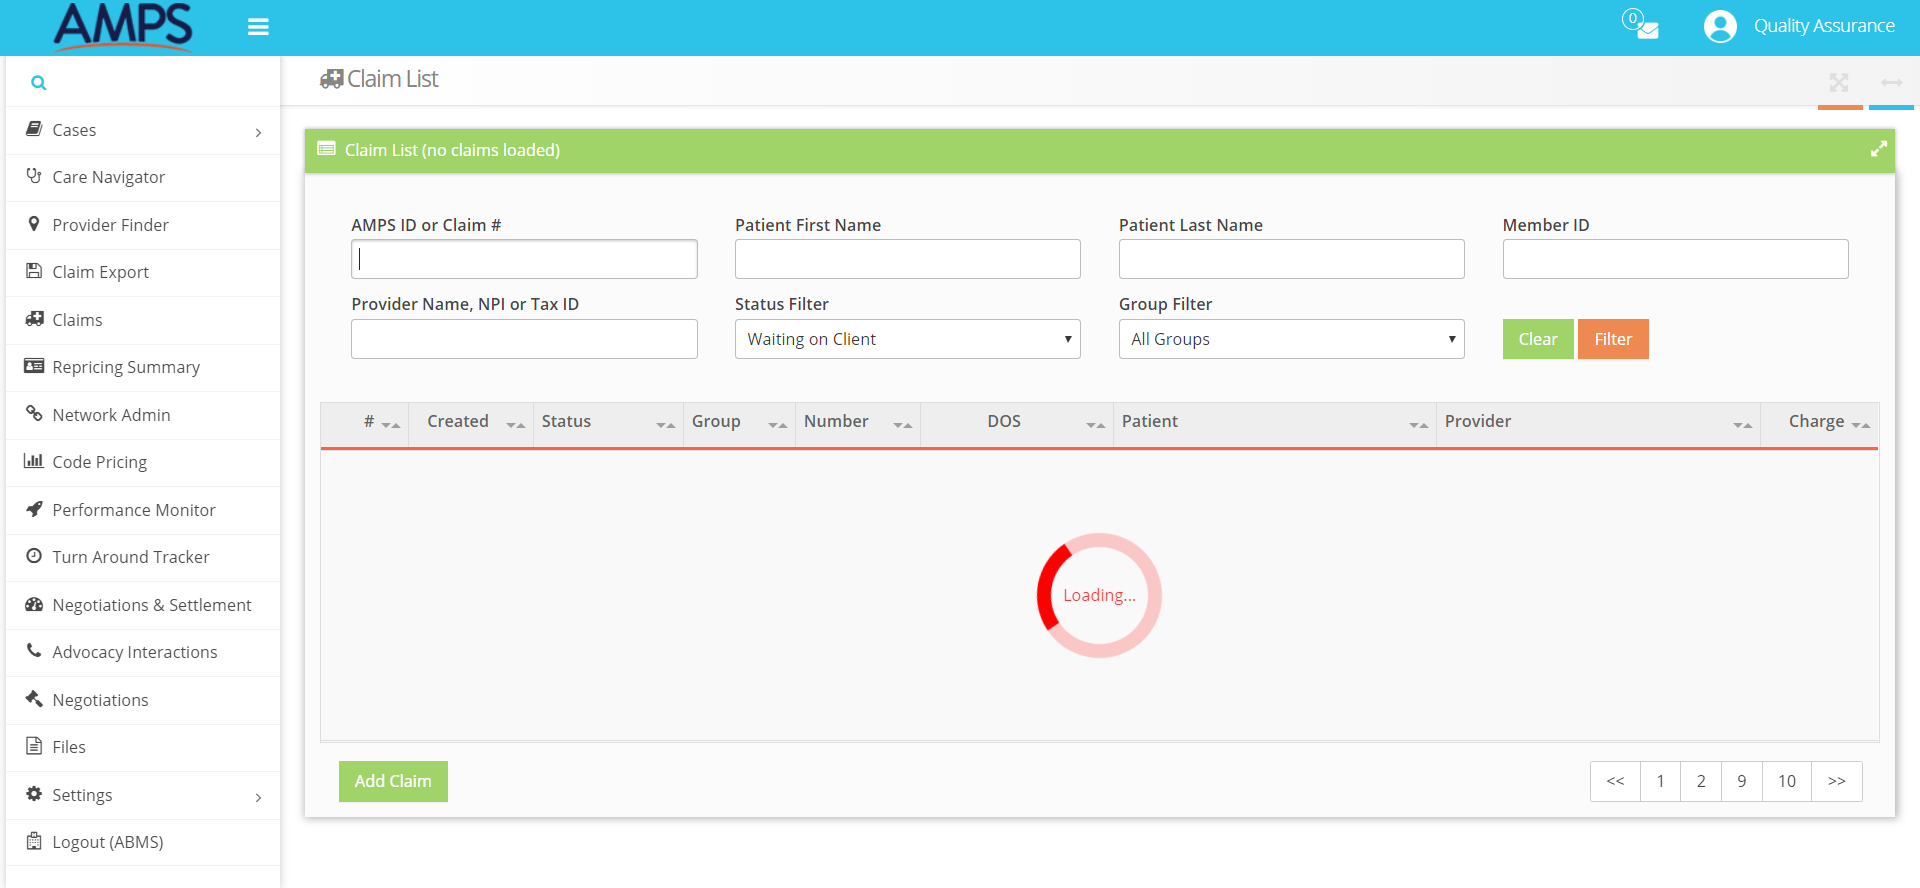 AMPS
0
Quality Assurance
Claim List
Cases
Care Navigator
Provider Finder
Claim Export
Claims
Repricing Summary
Network Admin
Code Pricing
Performance Monitor
Turn Around Tracker
Negotiations & Settlement
Advocacy Interactions
Negotiations
Files
Settings
Logout (ABMS)
Claim List (no claims loaded)
AMPS ID or Claim # Patient First Name Patient Last Name Member ID
Provider Name, NPI or Tax ID Status Filter Group Filter
Waiting on Client All Groups Clear Filter
# Created Status Group Number DOS Patient Provider Charge
Loading...
Add Claim << 1 2 9 10 >>